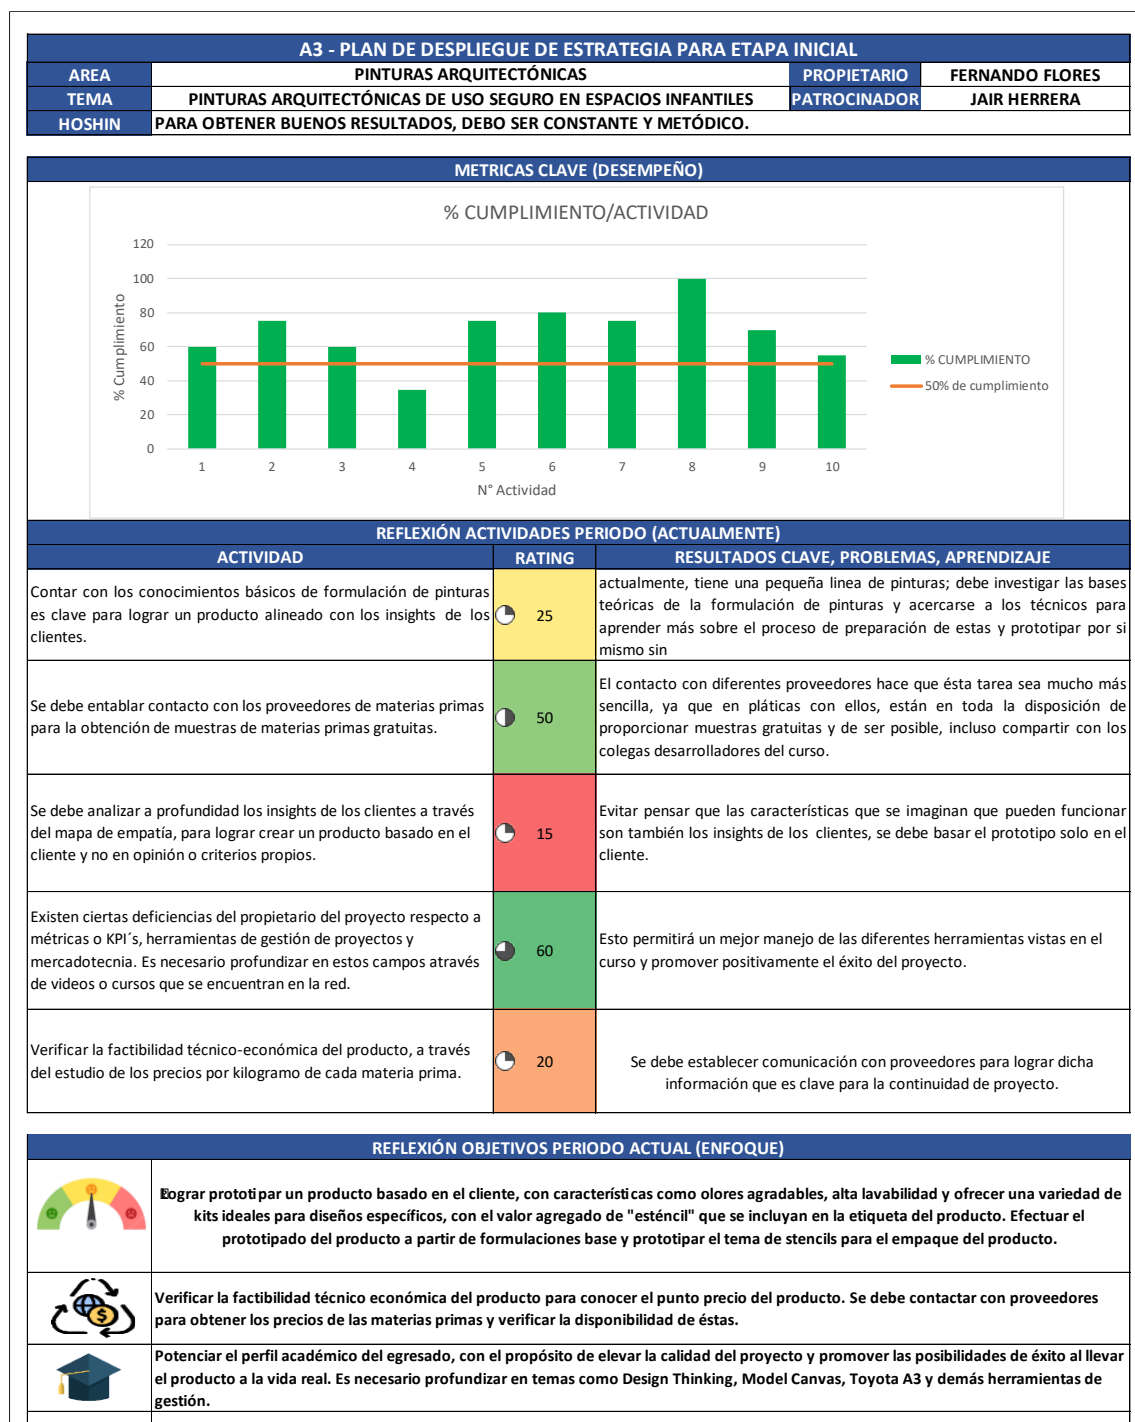 A3 - PLAN DE DESPLIEGUE DE ESTRATEGIA PARA ETAPA INICIAL
AREA PINTURAS ARQUITECTÓNICAS PROPIETARIO FERNANDO FLORES
TEMA PINTURAS ARQUITECTÓNICAS DE USO SEGURO EN ESPACIOS INFANTILES PATROCINADOR JAIR HERRERA
HOSHIN PARA OBTENER BUENOS RESULTADOS, DEBO SER CONSTANTE Y METÓDICO.
METRICAS CLAVE (DESEMPEÑO)
% CUMPLIMIENTO/ACTIVIDAD
120
100
80
60
40
20
0
% Cumplimiento
1 2 3 4 5 6 7 8 9 10
N° Actividad
% CUMPLIMIENTO
50% de cumplimiento
REFLEXIÓN ACTIVIDADES PERIODO (ACTUALMENTE)
ACTIVIDAD RATING RESULTADOS CLAVE, PROBLEMAS, APRENDIZAJE
Contar con los conocimientos básicos de formulación de pinturas
es clave para lograr un producto alineado con los insights de los
clientes.
25
actualmente, tiene una pequeña linea de pinturas; debe investigar las bases
teóricas de la formulación de pinturas y acercarse a los técnicos para
aprender más sobre el proceso de preparación de estas y prototipar por si
mismo sin
Se debe entablar contacto con los proveedores de materias primas
para la obtención de muestras de materias primas gratuitas.
50
El contacto con diferentes proveedores hace que ésta tarea sea mucho más
sencilla, ya que en pláticas con ellos, están en toda la disposición de
proporcionar muestras gratuitas y de ser posible, incluso compartir con los
colegas desarrolladores del curso.
Se debe analizar a profundidad los insights de los clientes a través
del mapa de empatía, para lograr crear un producto basado en el
cliente y no en opinión o criterios propios.
15
Evitar pensar que las características que se imaginan que pueden funcionar
son también los insights de los clientes, se debe basar el prototipo solo en el
cliente.
Existen ciertas deficiencias del propietario del proyecto respecto a
métricas o KPI´s, herramientas de gestión de proyectos y
mercadotecnia. Es necesario profundizar en estos campos através
de videos o cursos que se encuentran en la red.
60
Esto permitirá un mejor manejo de las diferentes herramientas vistas en el
curso y promover positivamente el éxito del proyecto.
Verificar la factibilidad técnico-económica del producto, a través
del estudio de los precios por kilogramo de cada materia prima.
20
Se debe establecer comunicación con proveedores para lograr dicha
información que es clave para la continuidad de proyecto.
REFLEXIÓN OBJETIVOS PERIODO ACTUAL (ENFOQUE)
Lograr prototipar un producto basado en el cliente, con características como olores agradables, alta lavabilidad y ofrecer una variedad de
kits ideales para diseños específicos, con el valor agregado de "esténcil" que se incluyan en la etiqueta del producto. Efectuar el
prototipado del producto a partir de formulaciones base y prototipar el tema de stencils para el empaque del producto.
Verificar la factibilidad técnico económica del producto para conocer el punto precio del producto. Se debe contactar con proveedores
para obtener los precios de las materias primas y verificar la disponibilidad de éstas.
Potenciar el perfil académico del egresado, con el propósito de elevar la calidad del proyecto y promover las posibilidades de éxito al llevar
el producto a la vida real. Es necesario profundizar en temas como Design Thinking, Model Canvas, Toyota A3 y demás herramientas de
gestión.